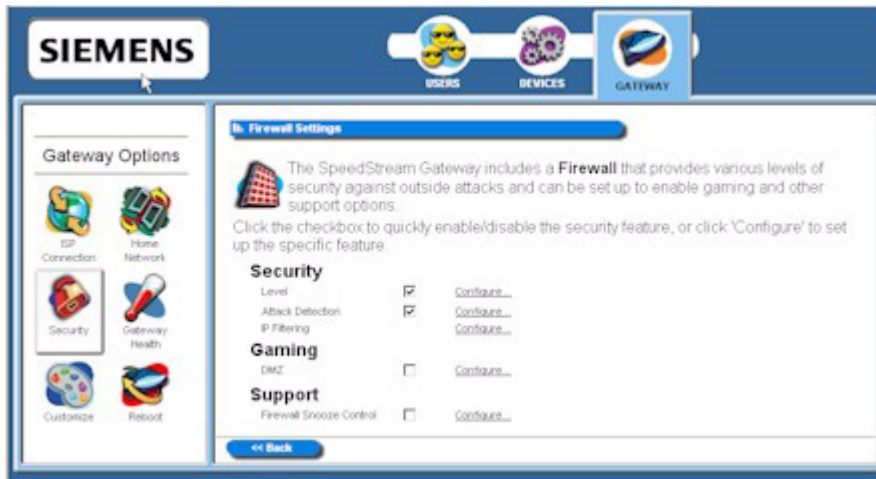 SIEMENS
USERS
DEVICES
GATEWAY
Gateway Options
ISP
Connection
Home
Network
Security
Gateway
Health
Customize
Reboot
Firewall Settings
The SpeedStream Gateway includes a Firewall that provides various levels of
security against outside attacks and can be set up to enable gaming and other
support options.
Click the checkbox to quickly enable/disable the security feature, or click 'Configure' to set
up the specific feature.
Security
Level Configure...
Attack Detection Configure...
IP Filtering Configure...
Gaming
DMZ Configure...
Support
Firewall Snooze Control Configure...
<< Back